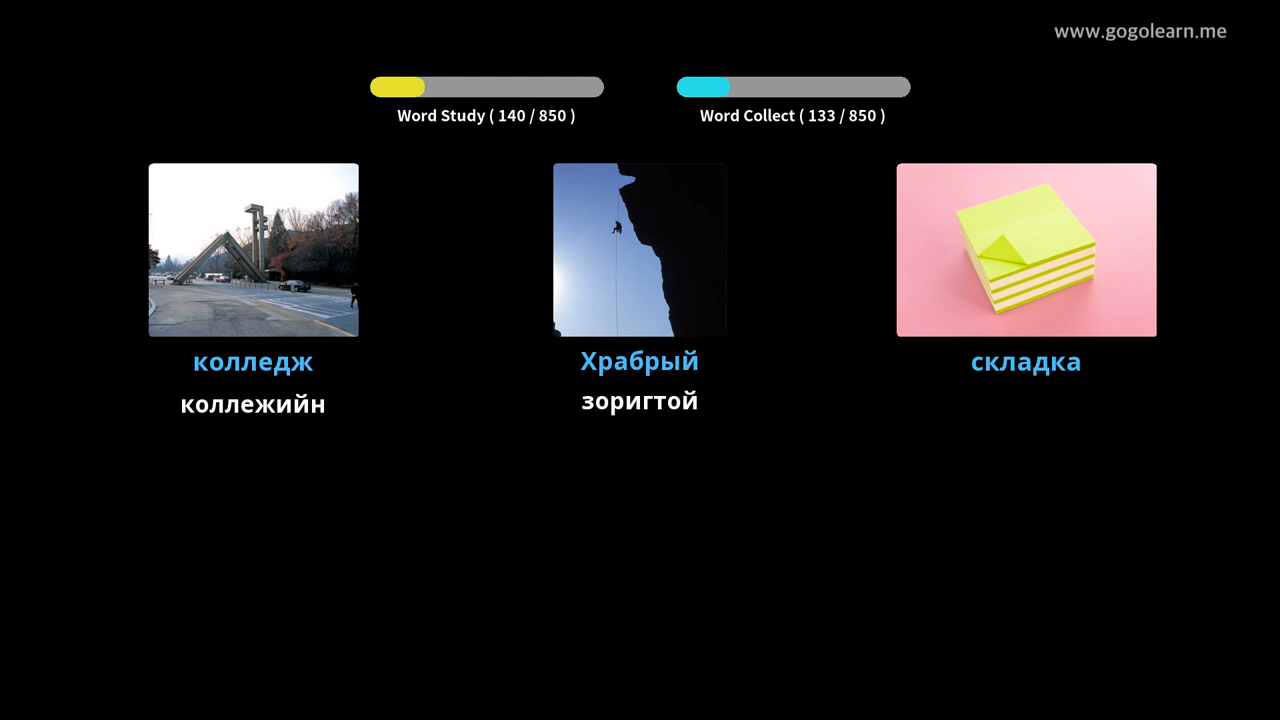 www.gogolearn.me
Word Study ( 140 / 850 )
Word Collect ( 133 / 850 )
колледж
коллежийн
Храбрый
зоригтой
складка